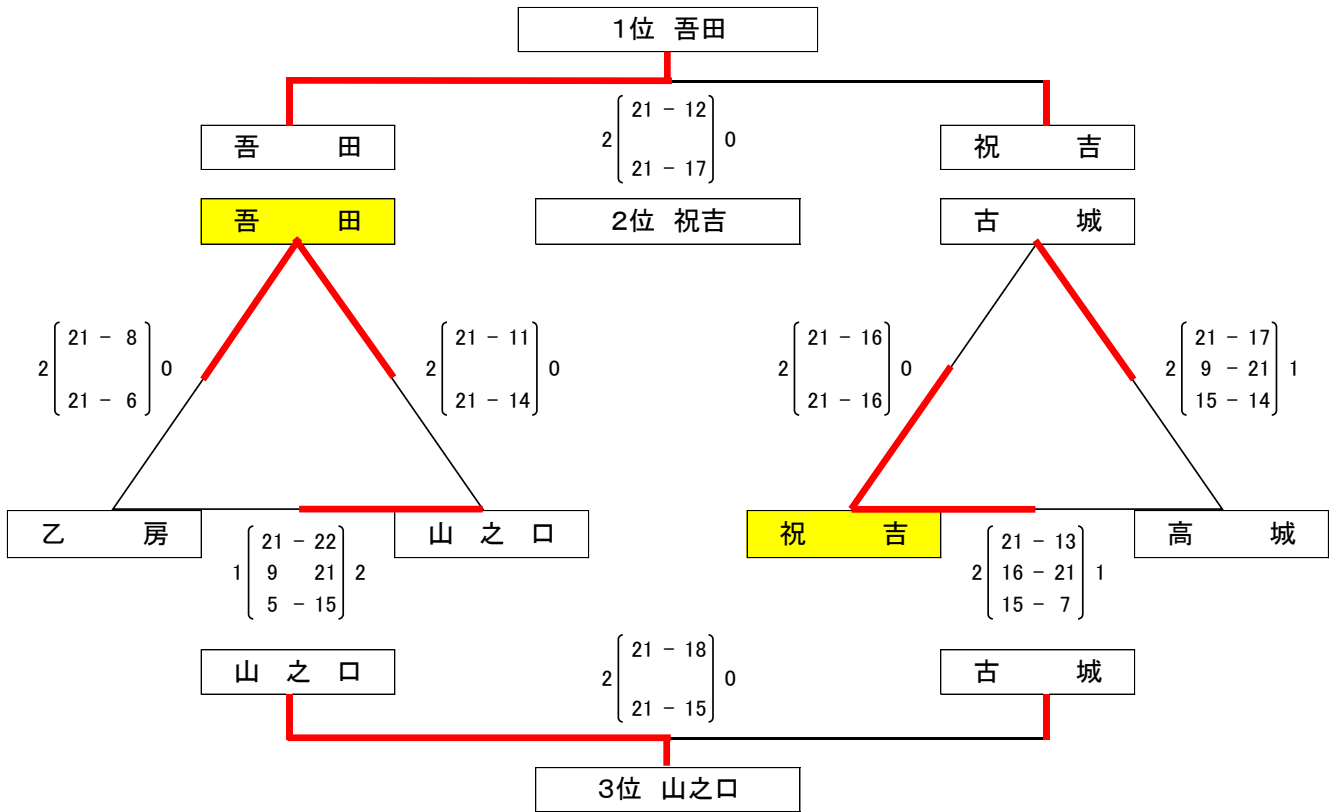 1位 吾田
21 － 12
2 0
21 － 17
吾 田
祝 吉
吾 田
2位 祝吉
古 城
21 － 8
2 0
21 － 6
21 － 11
2 0
21 － 14
21 － 16
2 0
21 － 16
21 － 17
2 9 － 21 1
15 － 14
乙 房
山 之 口
祝 吉
高 城
21 － 22
1 9 21 2
5 － 15
21 － 13
2 16 － 21 1
15 － 7
山 之 口
21 － 18
2 0
21 － 15
古 城
3位 山之口